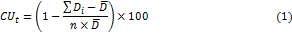 CU_t = (1 − (∑D_i − D̅)/(n × D̅)) × 100 (1)